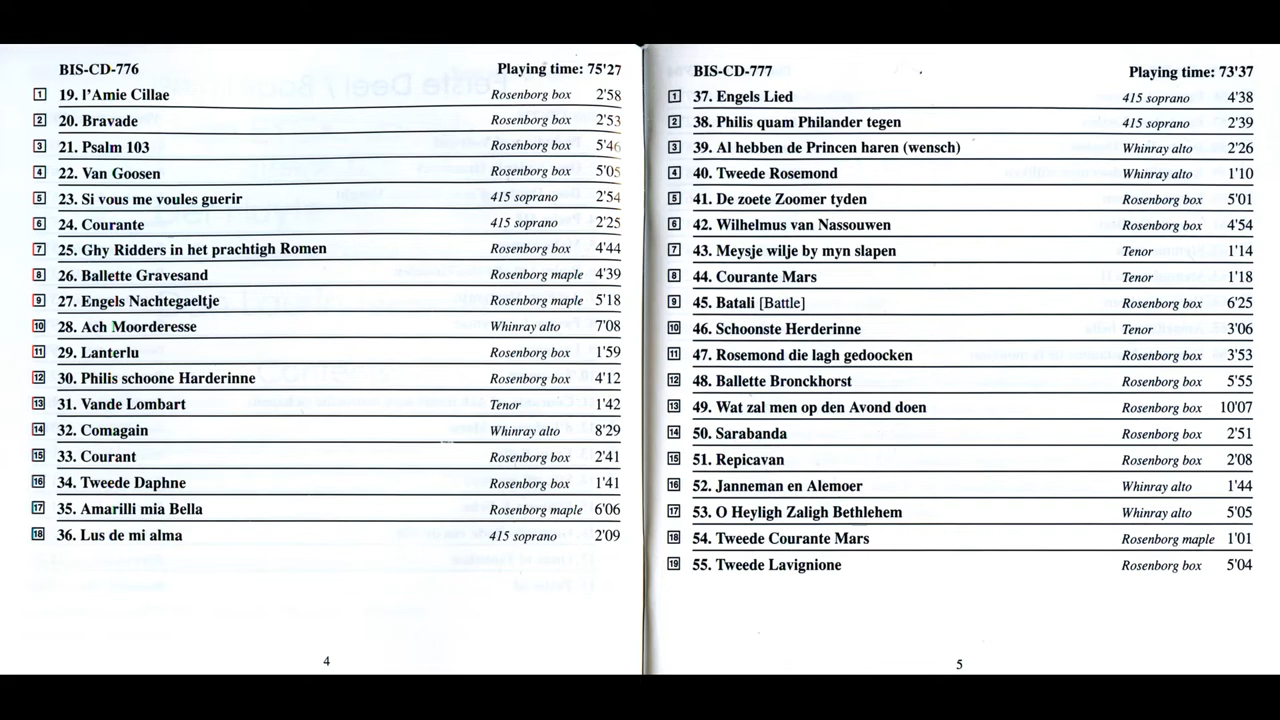 BIS-CD-776 Playing time: 75'27
1 19. l'Amie Cillae Rosenborg box 2'58
2 20. Bravade Rosenborg box 2'53
3 21. Psalm 103 Rosenborg box 5'46
4 22. Van Goosen Rosenborg box 5'05
5 23. Si vous me voules guerir 415 soprano 2'54
6 24. Courante 415 soprano 2'25
7 25. Ghy Ridders in het prachtigh Romen Rosenborg box 4'44
8 26. Ballette Gravesand Rosenborg maple 4'39
9 27. Engels Nachtegaeltje Rosenborg maple 5'18
10 28. Ach Moorderesse Whinray alto 7'08
11 29. Lanterlu Rosenborg box 1'59
12 30. Philis schoone Harderinne Rosenborg box 4'12
13 31. Vande Lombart Tenor 1'42
14 32. Comagain Whinray alto 8'29
15 33. Courant Rosenborg box 2'41
16 34. Tweede Daphne Rosenborg box 1'41
17 35. Amarilli mia Bella Rosenborg maple 6'06
18 36. Lus de mi alma 415 soprano 2'09
4
BIS-CD-777 Playing time: 73'37
1 37. Engels Lied 415 soprano 4'38
2 38. Philis quam Philander tegen 415 soprano 2'39
3 39. Al hebben de Princen haren (wensch) Whinray alto 2'26
4 40. Tweede Rosemond Whinray alto 1'10
5 41. De zoete Zoomer tyden Rosenborg box 5'01
6 42. Wilhelmus van Nassouwen Rosenborg box 4'54
7 43. Meysje wilje by myn slapen Tenor 1'14
8 44. Courante Mars Tenor 1'18
9 45. Batali [Battle] Rosenborg box 6'25
10 46. Schoonste Herderinne Tenor 3'06
11 47. Rosemond die lagh gedoocken Rosenborg box 3'53
12 48. Ballette Bronckhorst Rosenborg box 5'55
13 49. Wat zal men op den Avond doen Rosenborg box 10'07
14 50. Sarabanda Rosenborg box 2'51
15 51. Repicavan Rosenborg box 2'08
16 52. Janneman en Alemoer Whinray alto 1'44
17 53. O Heyligh Zaligh Bethlehem Whinray alto 5'05
18 54. Tweede Courante Mars Rosenborg maple 1'01
19 55. Tweede Lavignione Rosenborg box 5'04
5